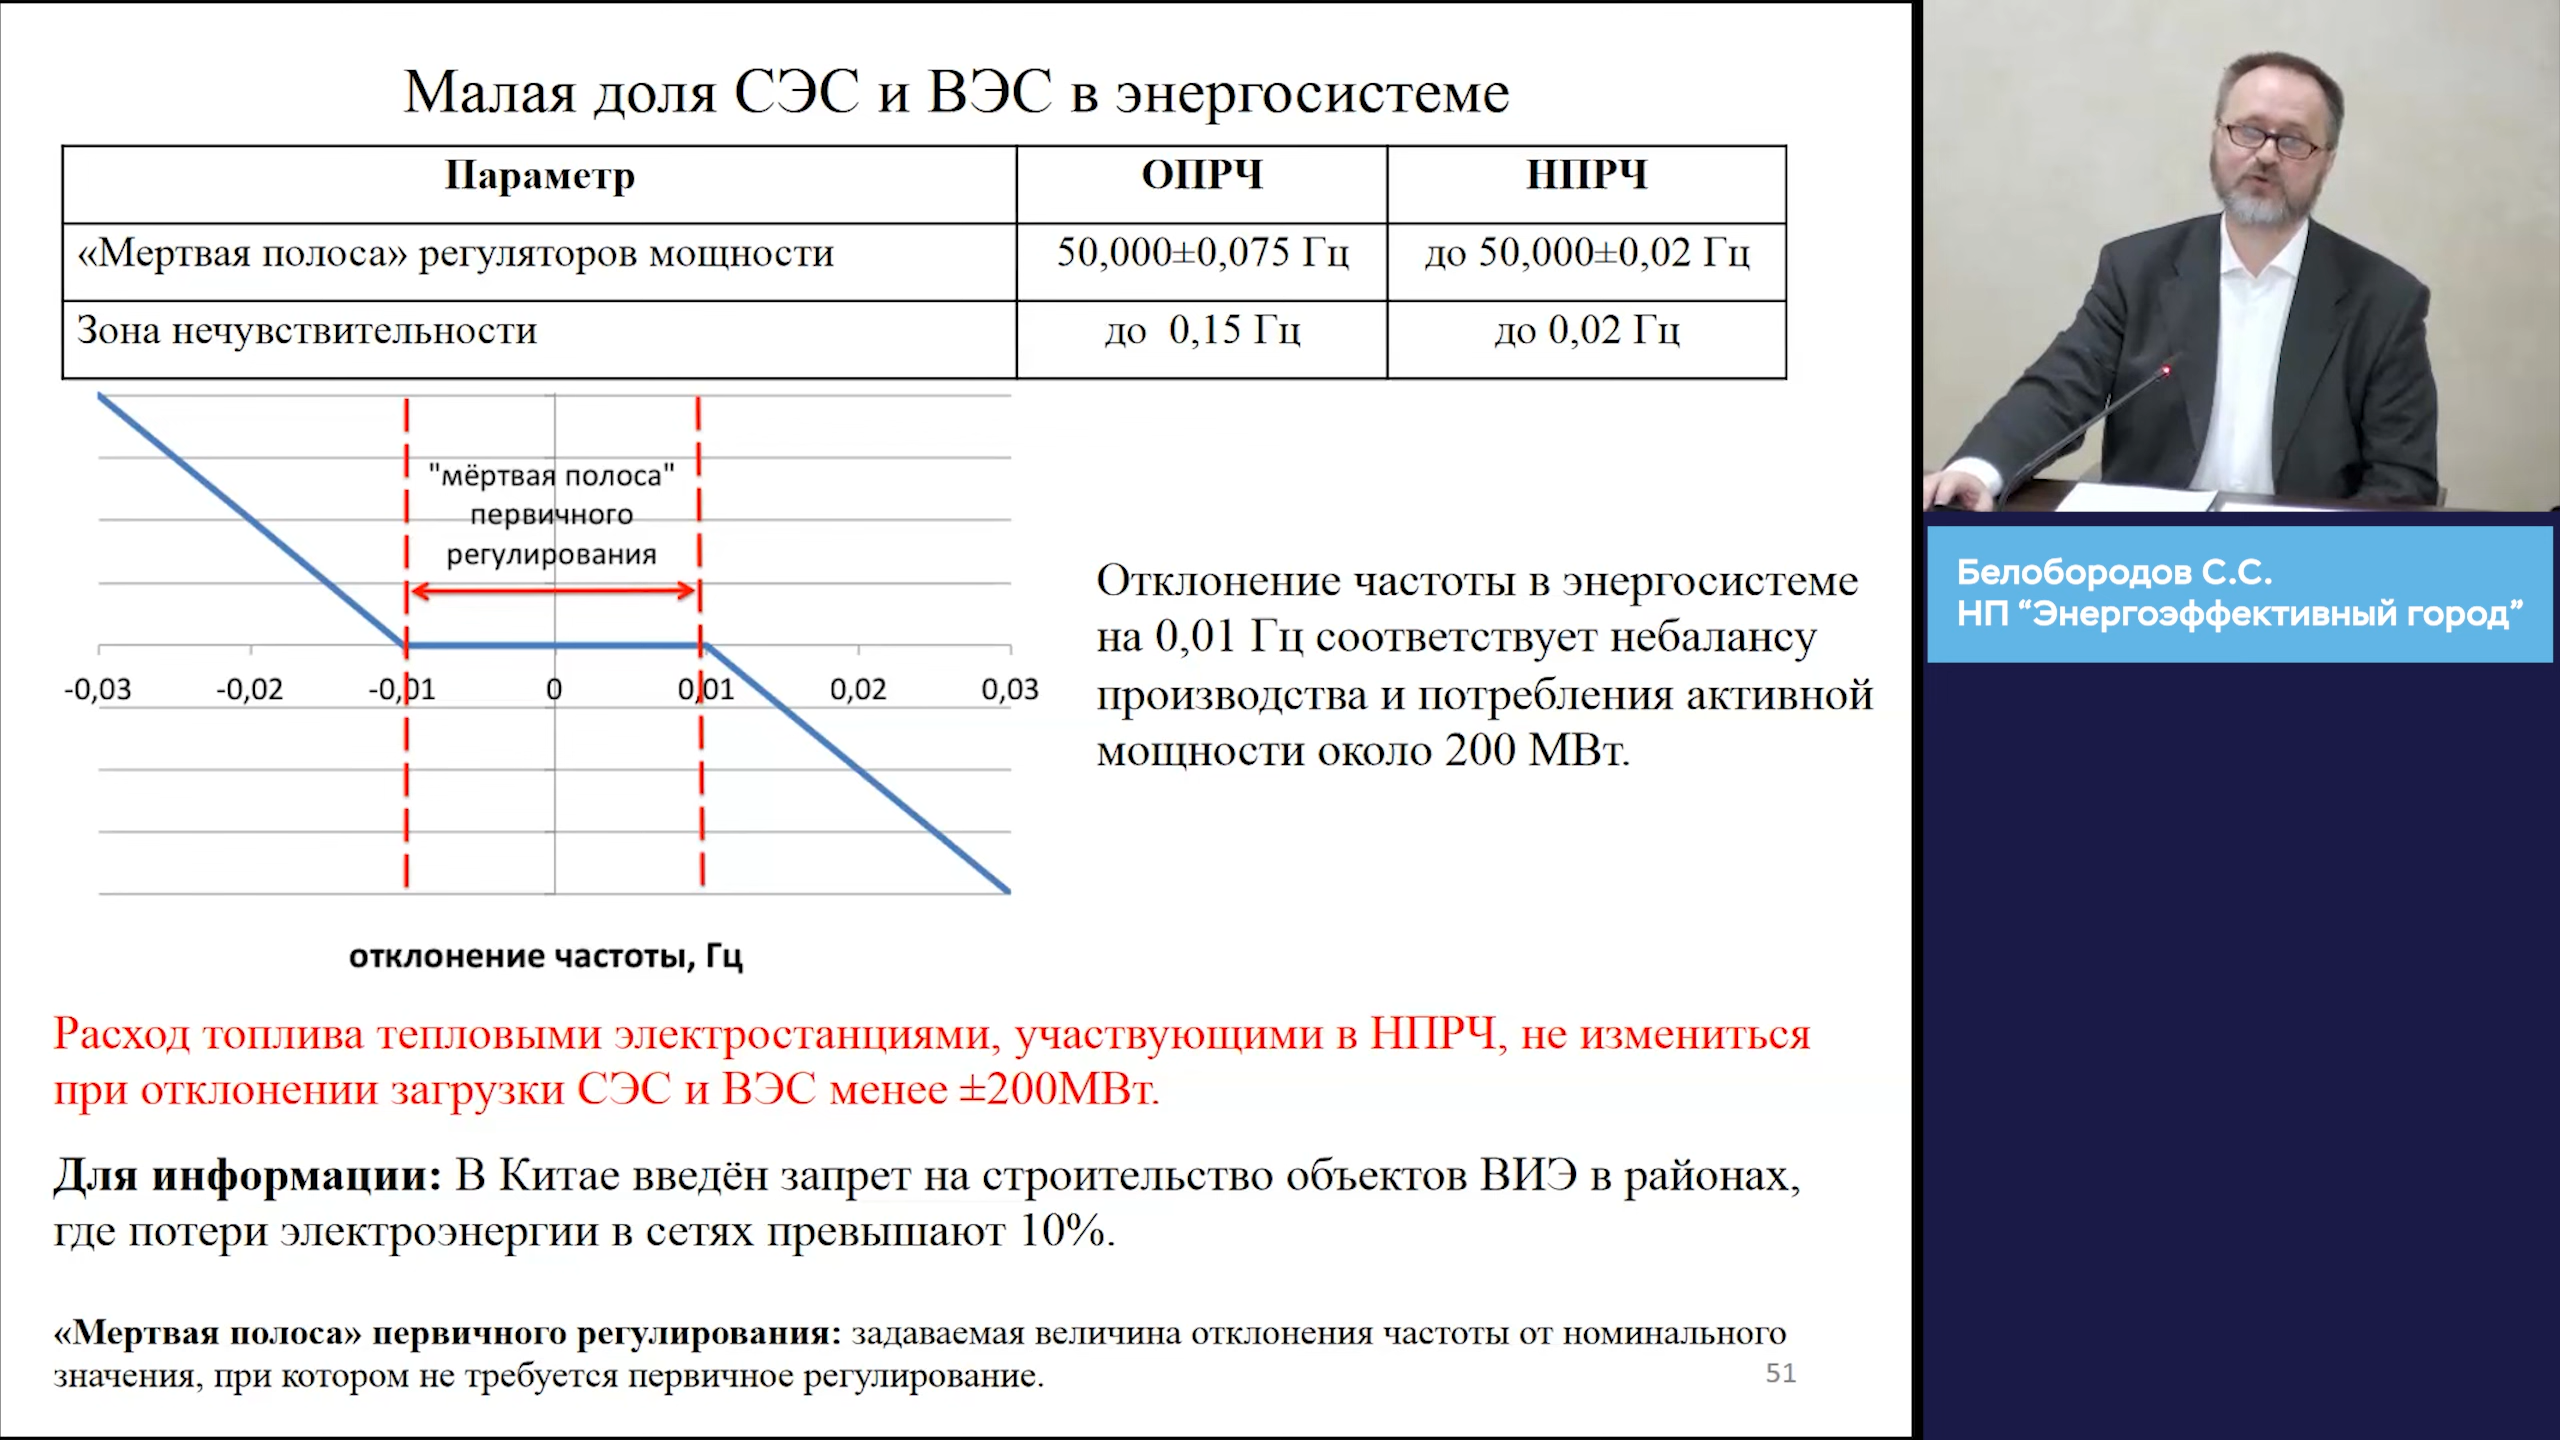 Малая доля СЭС и ВЭС в энергосистеме
Параметр ОПРЧ НПРЧ
«Мертвая полоса» регуляторов мощности 50,000±0,075 Гц до 50,000±0,02 Гц
Зона нечувствительности до 0,15 Гц до 0,02 Гц
"мёртвая полоса"
первичного
регулирования
-0,03 -0,02 -0,01 0 0,01 0,02 0,03
отклонение частоты, Гц
Отклонение частоты в энергосистеме
на 0,01 Гц соответствует небалансу
производства и потребления активной
мощности около 200 МВт.
Расход топлива тепловыми электростанциями, участвующими в НПРЧ, не измениться
при отклонении загрузки СЭС и ВЭС менее ±200МВт.
Для информации: В Китае введён запрет на строительство объектов ВИЭ в районах,
где потери электроэнергии в сетях превышают 10%.
«Мертвая полоса» первичного регулирования: задаваемая величина отклонения частоты от номинального
значения, при котором не требуется первичное регулирование.
51
Белобородов С.С.
НП “Энергоэффективный город”